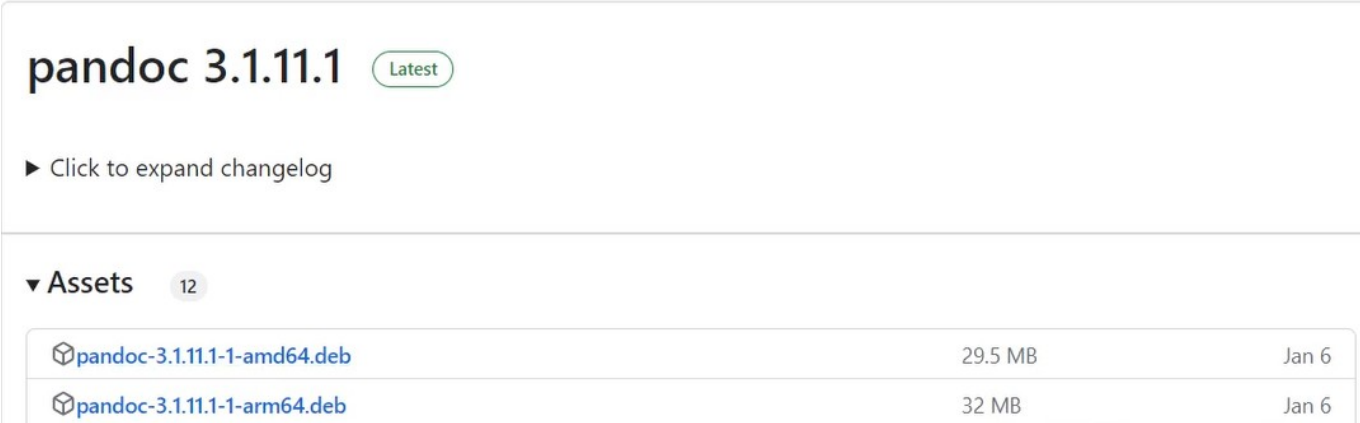 pandoc 3.1.11.1 Latest
Click to expand changelog
Assets 12
pandoc-3.1.11.1-1-amd64.deb 29.5 MB Jan 6
pandoc-3.1.11.1-1-arm64.deb 32 MB Jan 6